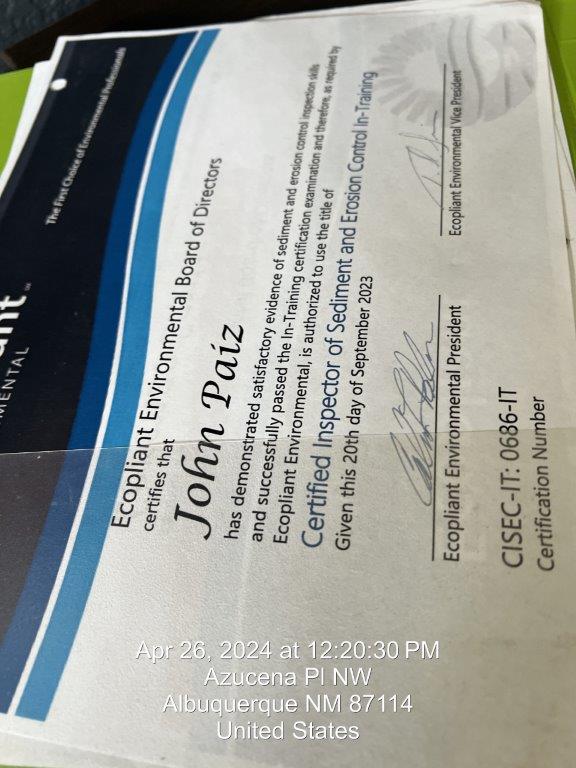 The First Choice of Environmental Professionals
ant
MENTAL
Ecopliant Environmental Board of Directors
certifies that
John Paiz
has demonstrated satisfactory evidence of sediment and erosion control inspection skills
and successfully passed the In-Training certification examination and therefore, as required by
Ecopliant Environmental, is authorized to use the title of
Certified Inspector of Sediment and Erosion Control In-Training
Given this 20th day of September 2023
Ecopliant Environmental President
Ecopliant Environmental Vice President
CISEC-IT: 0686-IT
Certification Number
Apr 26, 2024 at 12:20:30 PM
Azucena Pl NW
Albuquerque NM 87114
United States